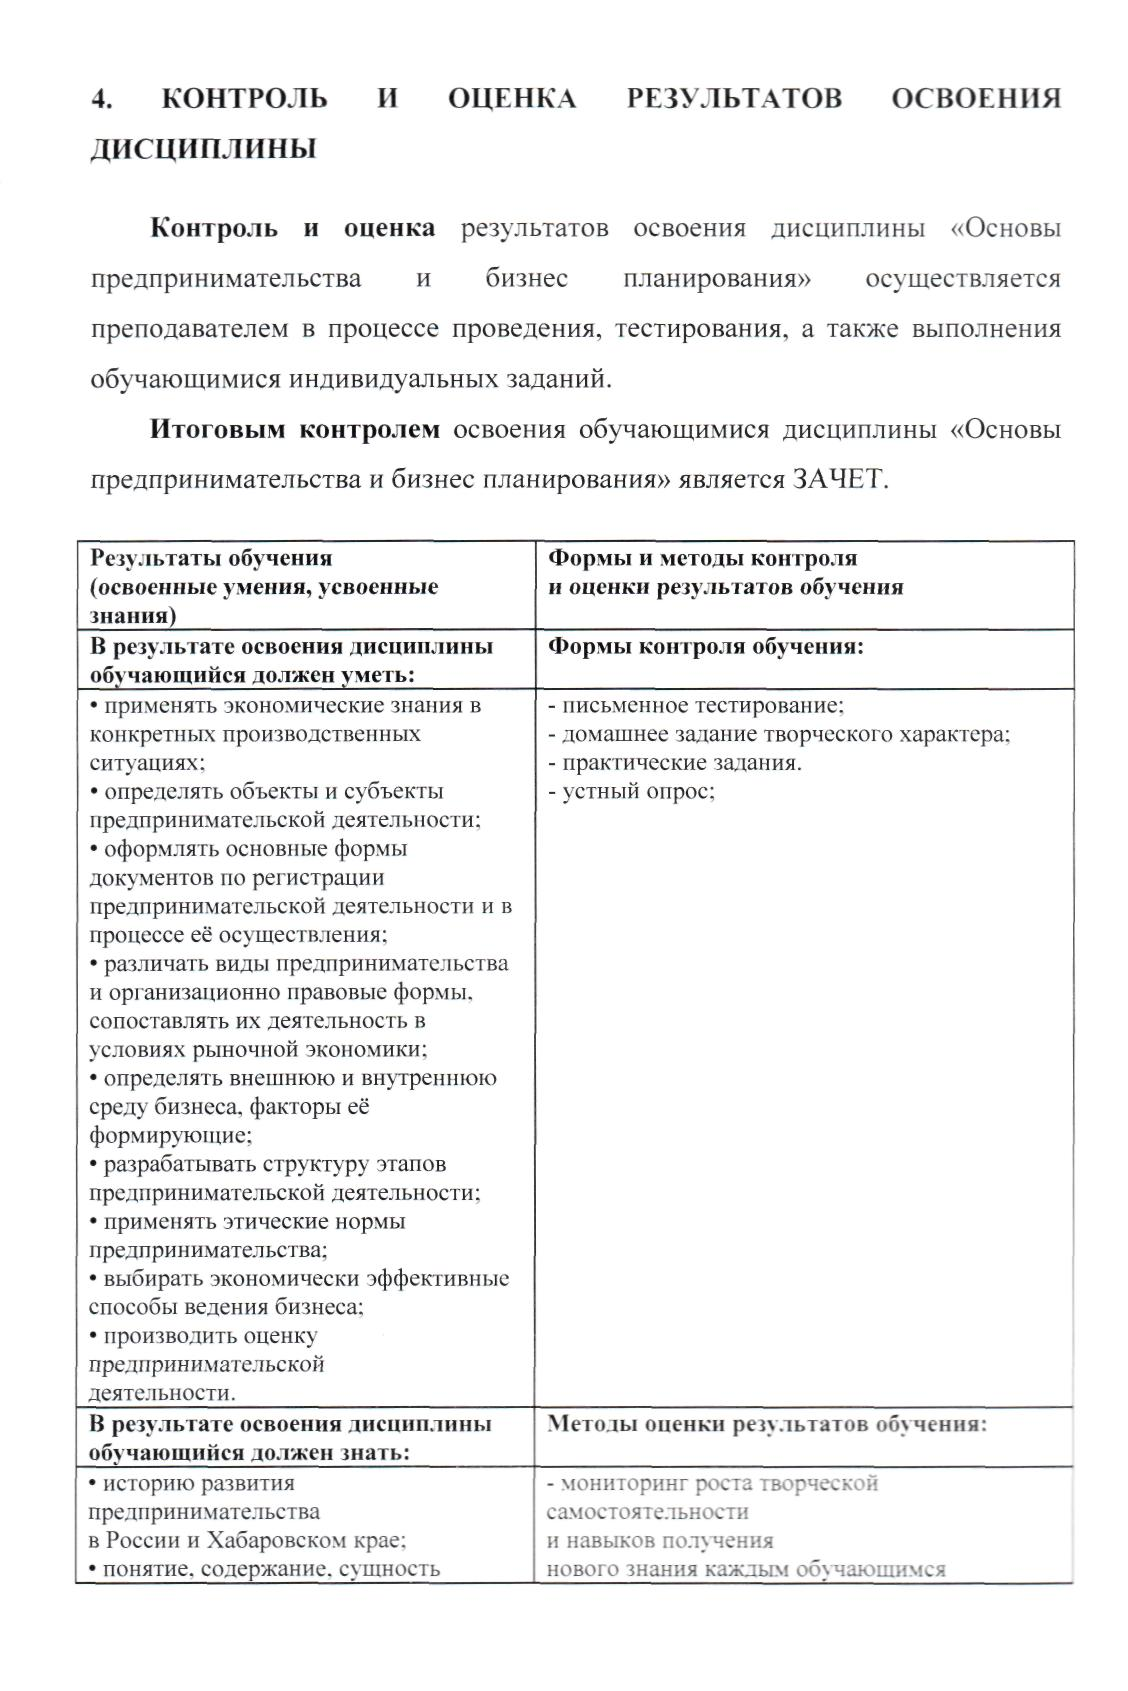 4. КОНТРОЛЬ И ОЦЕНКА РЕЗУЛЬТАТОВ ОСВОЕНИЯ
ДИСЦИПЛИНЫ
Контроль и оценка результатов освоения дисциплины «Основы
предпринимательства и бизнес планирования» осуществляется
преподавателем в процессе проведения, тестирования, а также выполнения
обучающимися индивидуальных заданий.
Итоговым контролем освоения обучающимися дисциплины «Основы
предпринимательства и бизнес планирования» является ЗАЧЕТ.
Результаты обучения
(освоенные умения, усвоенные
знания)
Формы и методы контроля
и оценки результатов обучения
В результате освоения дисциплины
обучающийся должен уметь:
Формы контроля обучения:
• применять экономические знания в
конкретных производственных
ситуациях;
• определять объекты и субъекты
предпринимательской деятельности;
• оформлять основные формы
документов по регистрации
предпринимательской деятельности и в
процессе её осуществления;
• различать виды предпринимательства
и организационно правовые формы,
сопоставлять их деятельность в
условиях рыночной экономики;
• определять внешнюю и внутреннюю
среду бизнеса, факторы её
формирующие;
• разрабатывать структуру этапов
предпринимательской деятельности;
• применять этические нормы
предпринимательства;
• выбирать экономически эффективные
способы ведения бизнеса;
• производить оценку
предпринимательской
деятельности.
- письменное тестирование;
- домашнее задание творческого характера;
- практические задания.
- устный опрос;
В результате освоения дисциплины
обучающийся должен знать:
Методы оценки результатов обучения:
• историю развития
предпринимательства
в России и Хабаровском крае;
• понятие, содержание, сущность
- мониторинг роста творческой
самостоятельности
и навыков получения
нового знания каждым обучающимся